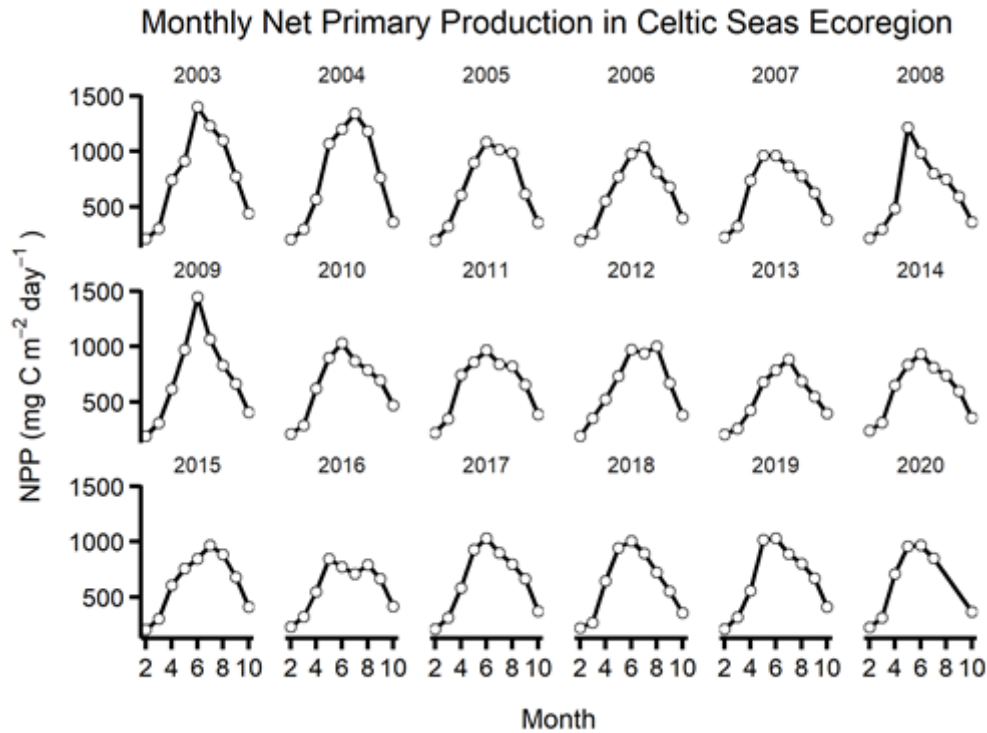 Monthly Net Primary Production in Celtic Seas Ecoregion
2003 2004 2005 2006 2007 2008
1500
1000
500
2009 2010 2011 2012 2013 2014
1500
1000
500
2015 2016 2017 2018 2019 2020
1500
1000
500
2 4 6 8 10 2 4 6 8 10 2 4 6 8 10 2 4 6 8 10 2 4 6 8 10 2 4 6 8 10
NPP (mg C m⁻² day⁻¹ )
Month